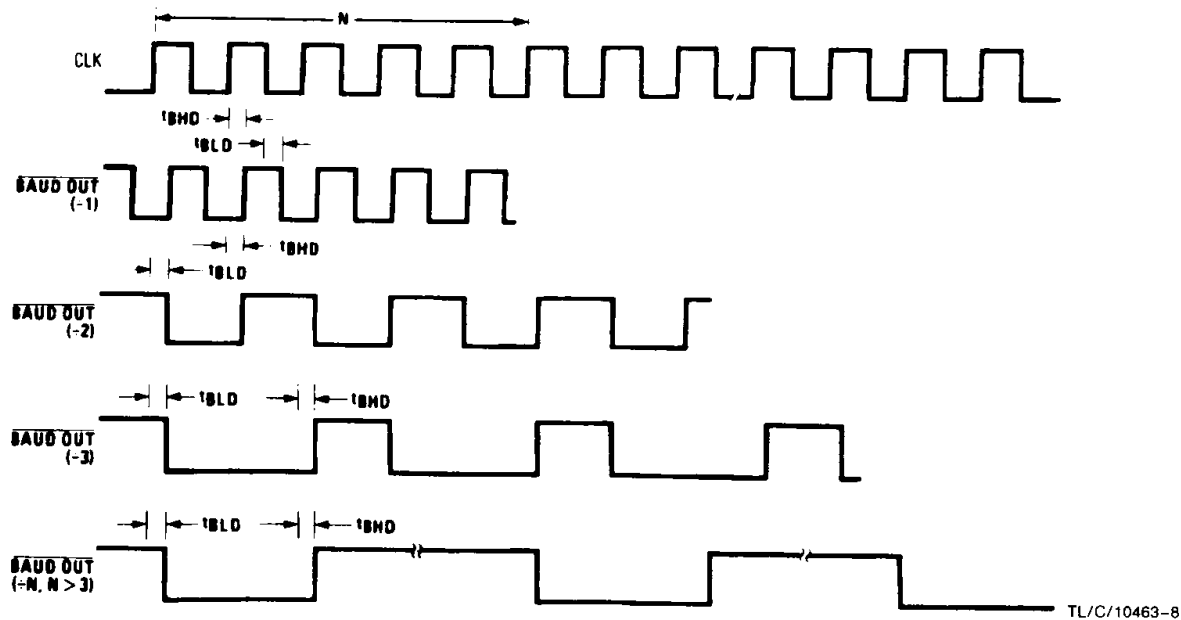 N
CLK
tBHD
tBLD
BAUD OUT
(÷1)
tBHD
tBLD
BAUD OUT
(÷2)
tBLD
tBHD
BAUD OUT
(÷3)
tBLD
tBHD
BAUD OUT
(÷N, N > 3)
TL/C/10463-8